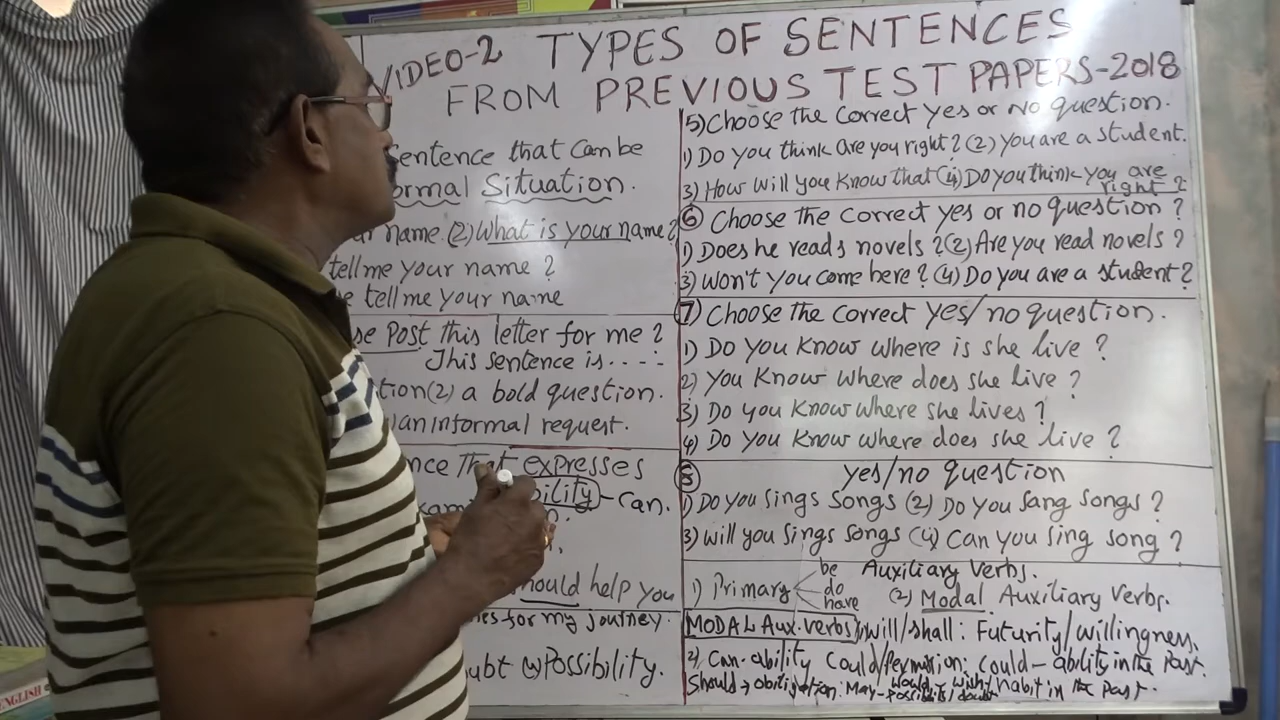 VIDEO-2 TYPES OF SENTENCES
FROM PREVIOUS TEST PAPERS-2018
Sentence that can be
ormal Situation.
name. (2) What is your name?
tell me your name ?
tell me your name
se Post this letter for me ?
This sentence is . . - -
tion (2) a bold question.
an informal request.
nce That expresses
bility - can.
should help you
es for my journey.
ubt (4) Possibility.
5) Choose the Correct yes or no question.
1) Do you think are you right ? (2) You are a student.
3) How will you know that (4) Do you think you are
right ?
6 Choose the Correct yes or no question ?
1) Does he reads novels ? (2) Are you read novels ?
3) Won't you come here ? (4) Do you are a student ?
7 Choose the Correct yes/no question.
1) Do you know where is she live ?
2) You Know where does she live ?
3) Do you know where she lives ?
4) Do you know where does she live ?
8 yes/no question
1) Do you sings songs (2) Do you sang songs ?
3) Will you sings songs (4) Can you sing song ?
1) Primary be do have Auxiliary Verbs.
(2) Modal Auxiliary Verbs.
MODAL Aux. verbs 1) will/shall : Futurity/willingness,
2) Can-ability Could/Permission: could - ability in the Past.
Should → obligation: May - Possibility/doubt
would - wish/habit in the Past.
ENGLISH